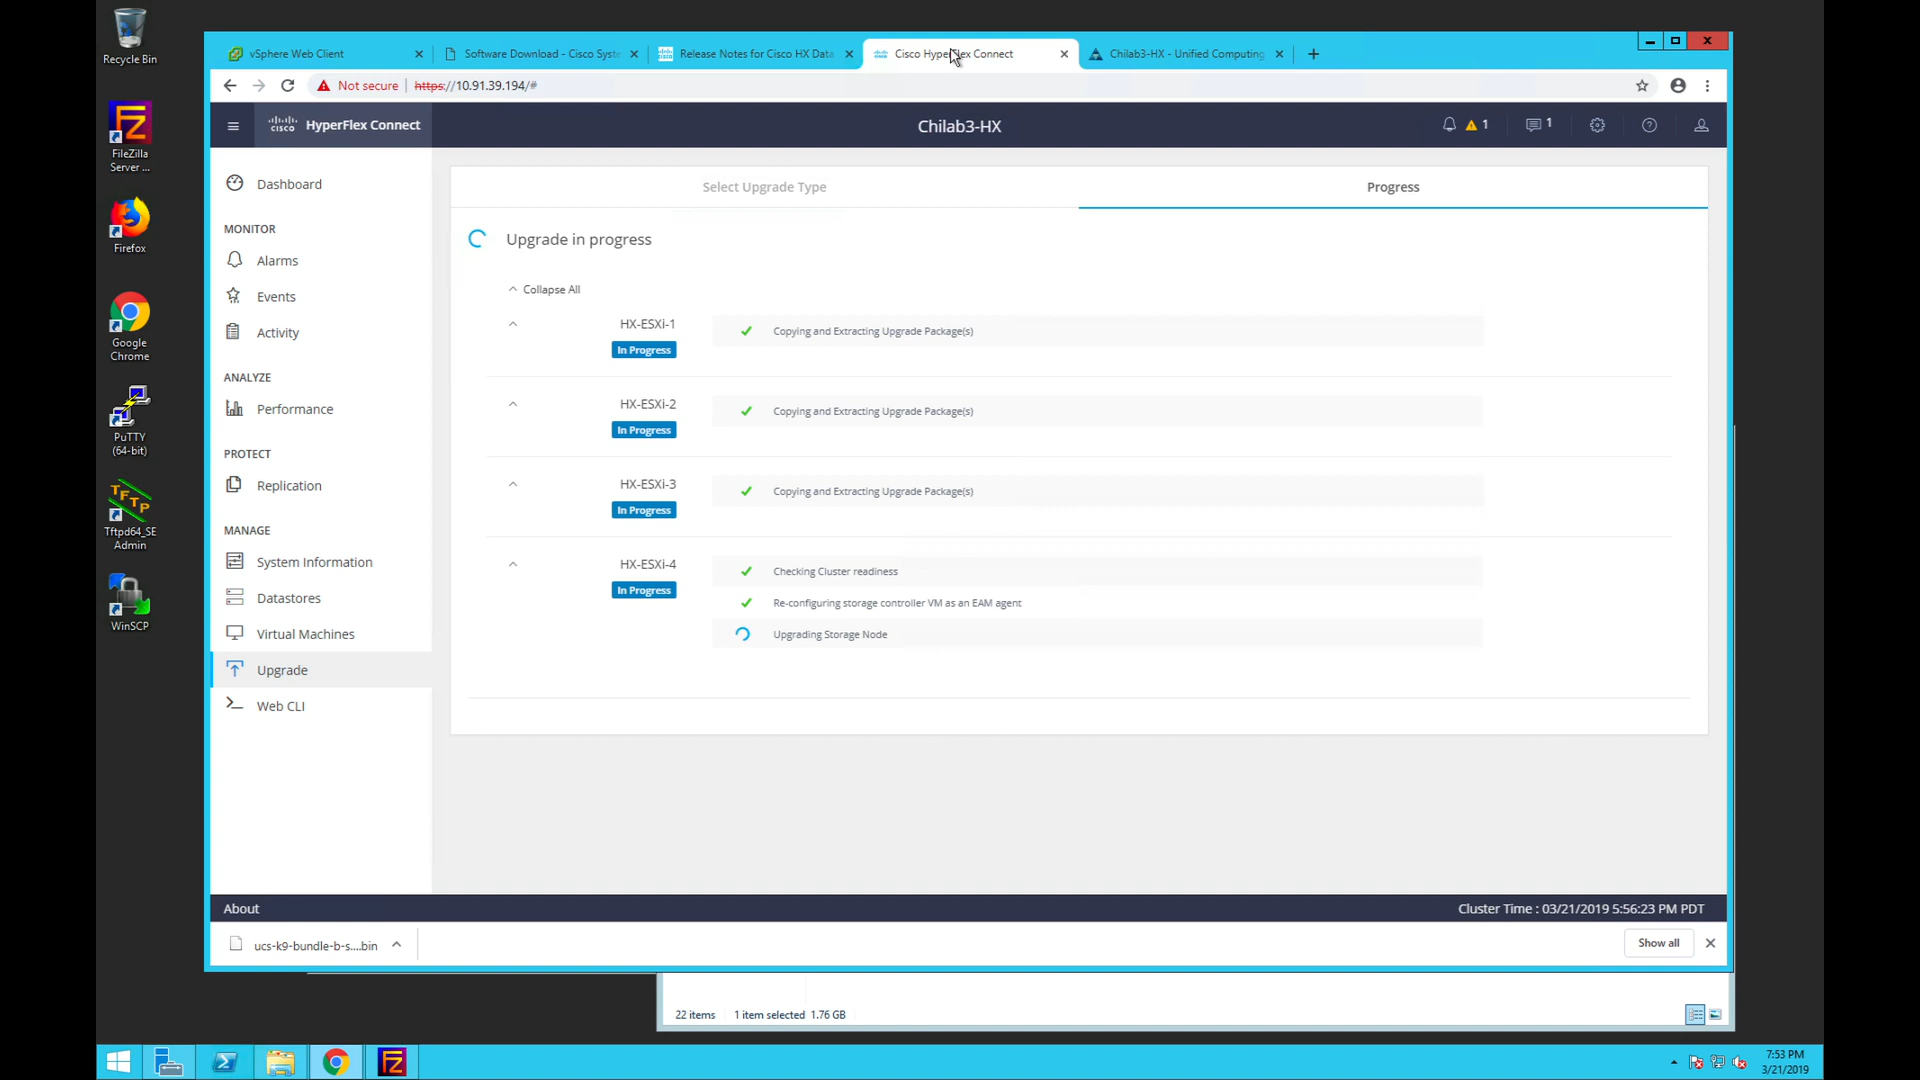 Recycle Bin
FileZilla
Server ...
Firefox
Google
Chrome
PuTTY
(64-bit)
TFTP
Tftpd64_SE
Admin
WinSCP
vSphere Web Client
Software Download - Cisco Syste
Release Notes for Cisco HX Data
Cisco HyperFlex Connect
Chilab3-HX - Unified Computing
Not secure
https://10.91.39.194/#
cisco
HyperFlex Connect
Chilab3-HX
1
1
Dashboard
MONITOR
Alarms
Events
Activity
ANALYZE
Performance
PROTECT
Replication
MANAGE
System Information
Datastores
Virtual Machines
Upgrade
Web CLI
Select Upgrade Type
Progress
Upgrade in progress
Collapse All
HX-ESXi-1
In Progress
Copying and Extracting Upgrade Package(s)
HX-ESXi-2
In Progress
Copying and Extracting Upgrade Package(s)
HX-ESXi-3
In Progress
Copying and Extracting Upgrade Package(s)
HX-ESXi-4
In Progress
Checking Cluster readiness
Re-configuring storage controller VM as an EAM agent
Upgrading Storage Node
About
Cluster Time : 03/21/2019 5:56:23 PM PDT
ucs-k9-bundle-b-s....bin
Show all
22 items
1 item selected 1.76 GB
7:53 PM
3/21/2019